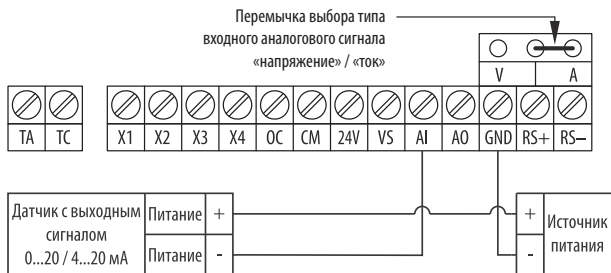 Перемычка выбора типа
входного аналогового сигнала
«напряжение» / «ток»
V A
TA TC X1 X2 X3 X4 OC CM 24V VS AI AO GND RS+ RS–
Датчик с выходным
сигналом
0...20 / 4...20 мА
Питание +
Питание -
+
-
Источник
питания